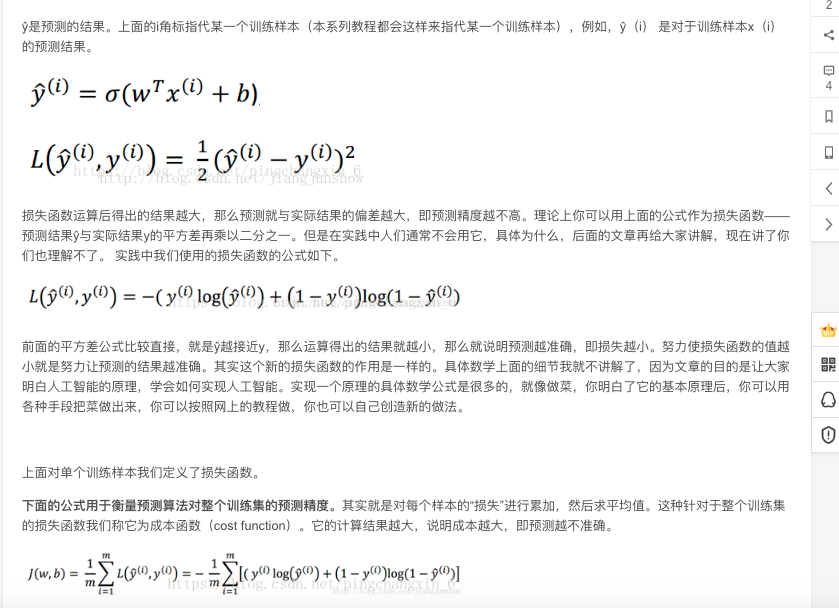 ŷ是预测的结果。上面的i角标指代某一个训练样本（本系列教程都会这样来指代某一个训练样本），例如，ŷ（i） 是对于训练样本x（i）
的预测结果。
2
4
ŷ⁽ⁱ⁾ = σ(wᵀx⁽ⁱ⁾ + b),
L(ŷ⁽ⁱ⁾, y⁽ⁱ⁾) = 1/2 (ŷ⁽ⁱ⁾ − y⁽ⁱ⁾)²
https://blog.csdn.net/pingchangxin_6
http://blog.csdn.net/jiangjunshow
损失函数运算后得出的结果越大，那么预测就与实际结果的偏差越大，即预测精度越不高。理论上你可以用上面的公式作为损失函数——
预测结果ŷ与实际结果y的平方差再乘以二分之一。但是在实践中人们通常不会用它，具体为什么，后面的文章再给大家讲解，现在讲了你
们也理解不了。 实践中我们使用的损失函数的公式如下。
L(ŷ⁽ⁱ⁾, y⁽ⁱ⁾) = −( y⁽ⁱ⁾ log(ŷ⁽ⁱ⁾) + (1 − y⁽ⁱ⁾)log(1 − ŷ⁽ⁱ⁾)
前面的平方差公式比较直接，就是ŷ越接近y，那么运算得出的结果就越小，那么就说明预测越准确，即损失越小。努力使损失函数的值越
小就是努力让预测的结果越准确。其实这个新的损失函数的作用是一样的。具体数学上面的细节我就不讲解了，因为文章的目的是让大家
明白人工智能的原理，学会如何实现人工智能。实现一个原理的具体数学公式是很多的，就像做菜，你明白了它的基本原理后，你可以用
各种手段把菜做出来，你可以按照网上的教程做，你也可以自己创造新的做法。
上面对单个训练样本我们定义了损失函数。
下面的公式用于衡量预测算法对整个训练集的预测精度。其实就是对每个样本的“损失”进行累加，然后求平均值。这种针对于整个训练集
的损失函数我们称它为成本函数（cost function）。它的计算结果越大，说明成本越大，即预测越不准确。
J(w, b) = 1/m ∑ᵢ₌₁ᵐ L(ŷ⁽ⁱ⁾, y⁽ⁱ⁾) = − 1/m ∑ᵢ₌₁ᵐ [( y⁽ⁱ⁾ log(ŷ⁽ⁱ⁾) + (1 − y⁽ⁱ⁾)log(1 − ŷ⁽ⁱ⁾)]
https://blog.csdn.net/pingchangxin_6